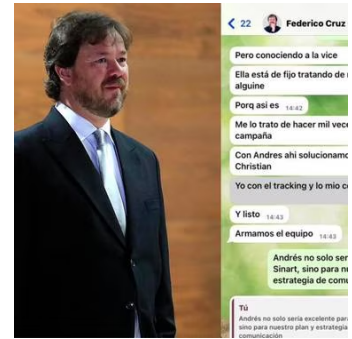 22 Federico Cruz
Pero conociendo a la vice
Ella está de fijo tratando de
alguine
Porq asi es 14:42
Me lo trato de hacer mil vec
campaña
Con Andres ahi solucionamo
Christian
Yo con el tracking y lo mio c
Y listo 14:43
Armamos el equipo 14:43
Andrés no solo ser
Sinart, sino para nu
estrategia de comu
Tú
Andrés no solo sería excelente para
sino para nuestro plan y estrategia
comunicación